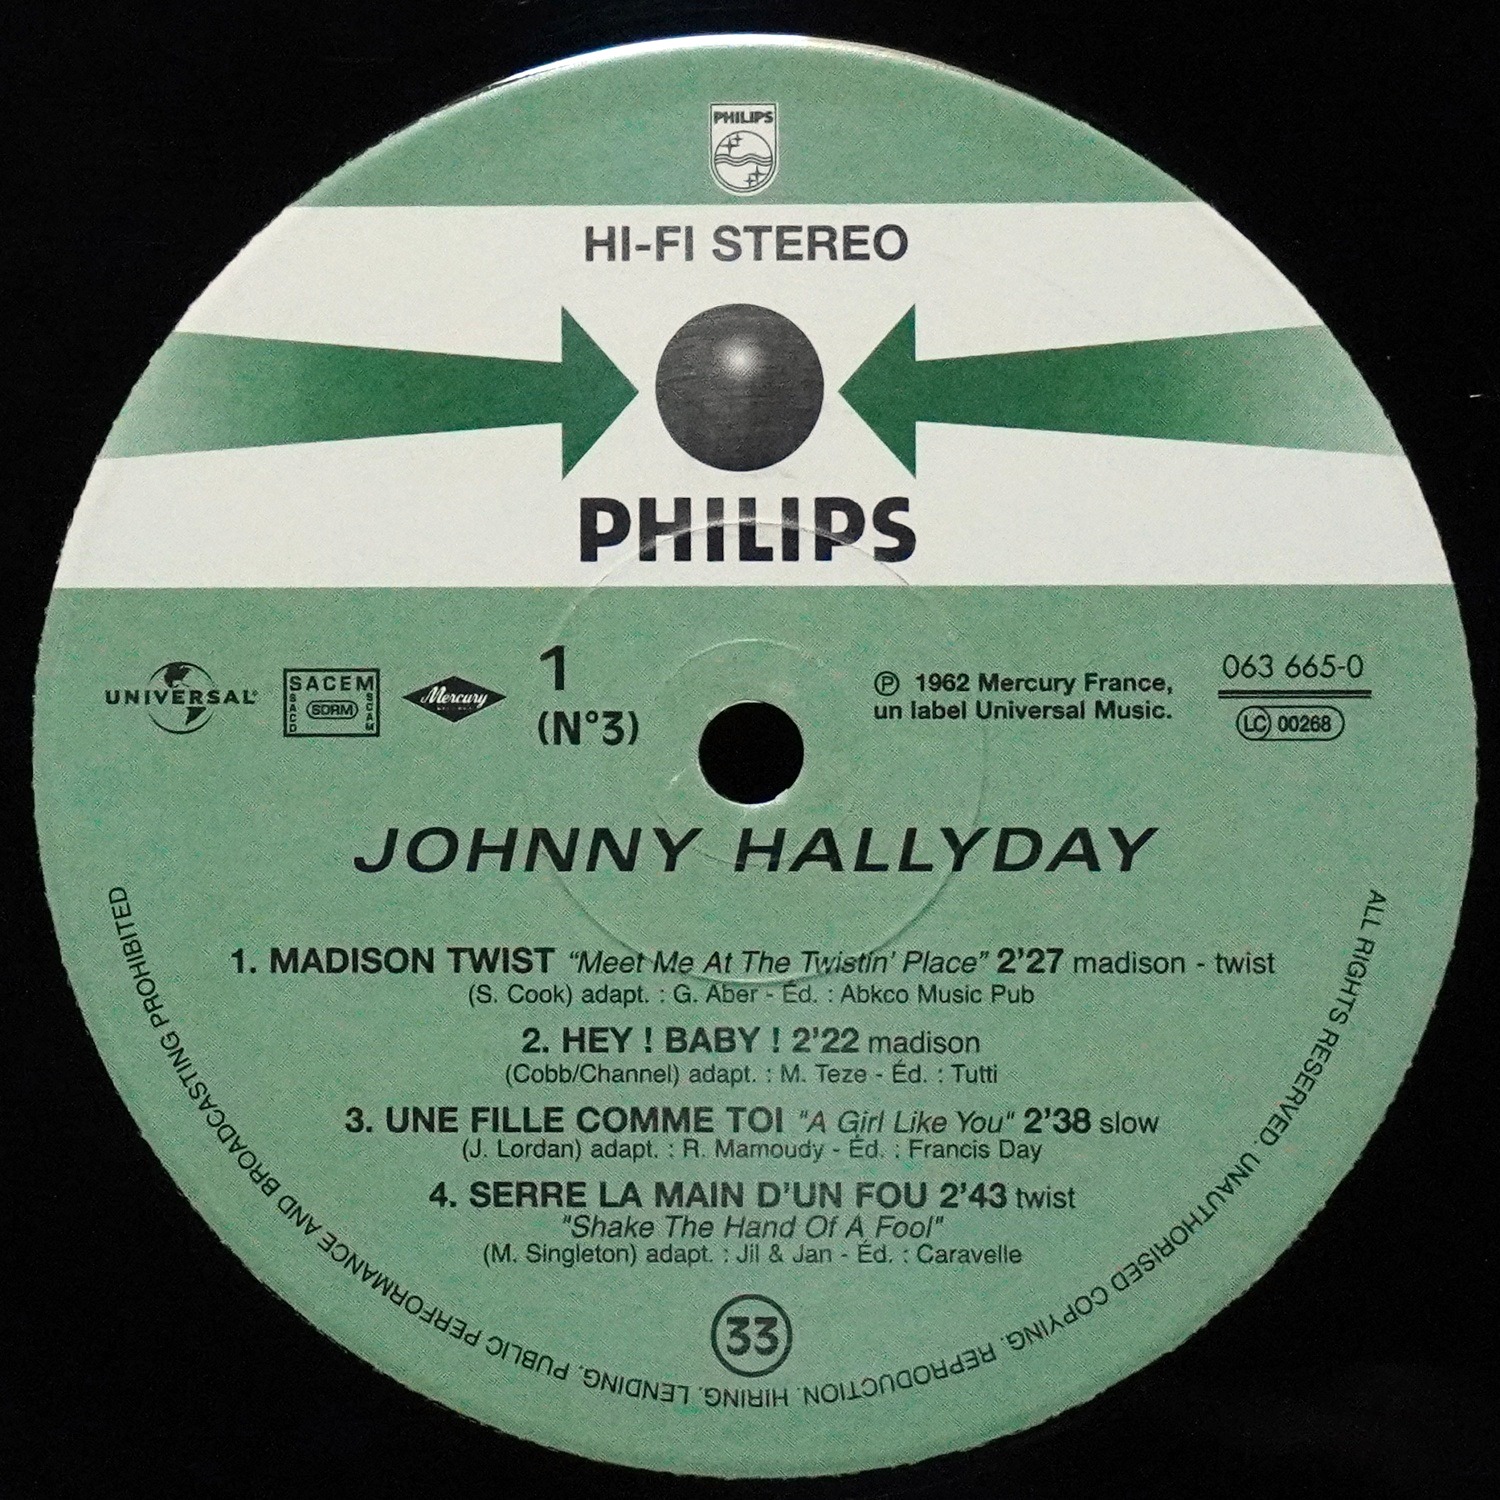 PHILIPS
HI-FI STEREO
PHILIPS
UNIVERSAL
SACEM
SACD
SDRM
SCAM
Mercury
1
(N°3)
℗ 1962 Mercury France,
un label Universal Music.
063 665-0
LC 00268
JOHNNY HALLYDAY
1. MADISON TWIST "Meet Me At The Twistin' Place" 2'27 madison - twist
(S. Cook) adapt. : G. Aber - Éd. : Abkco Music Pub
2. HEY ! BABY ! 2'22 madison
(Cobb/Channel) adapt. : M. Teze - Éd. : Tutti
3. UNE FILLE COMME TOI "A Girl Like You" 2'38 slow
(J. Lordan) adapt. : R. Mamoudy - Éd. : Francis Day
4. SERRE LA MAIN D'UN FOU 2'43 twist
"Shake The Hand Of A Fool"
(M. Singleton) adapt. : Jil & Jan - Éd. : Caravelle
33
ALL RIGHTS RESERVED. UNAUTHORISED COPYING. REPRODUCTION. HIRING. LENDING. PUBLIC PERFORMANCE AND BROADCASTING PROHIBITED